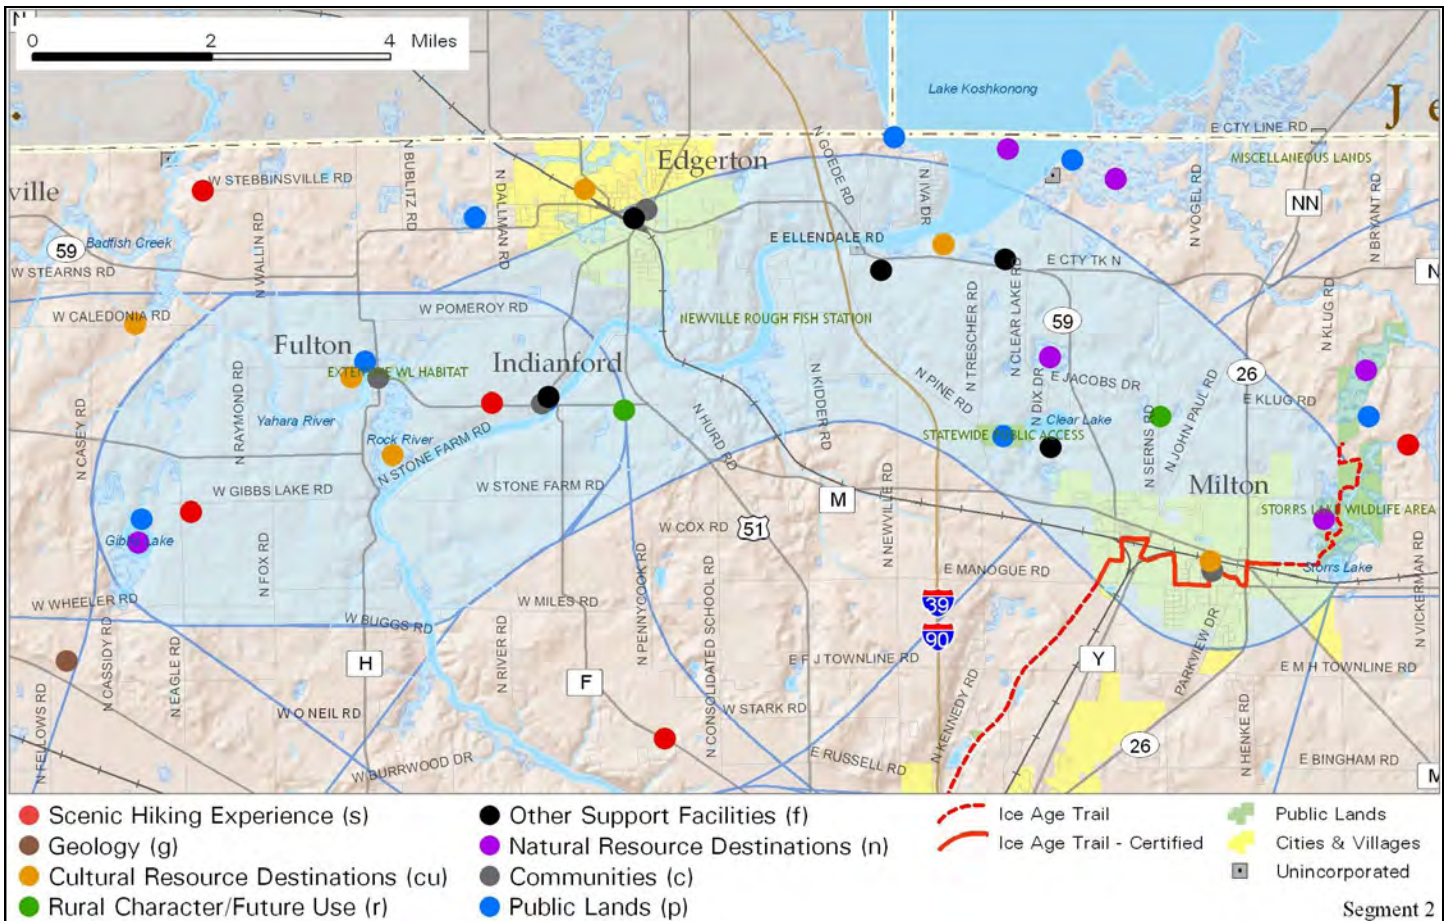 N
0 2 4 Miles
Lake Koshkonong
J e
E CTY LINE RD
MISCELLANEOUS LANDS
Edgerton
ville
W STEBBINSVILLE RD
N BUBLITZ RD
N DALLMAN RD
N GOEDE RD
N IVA DR
N VOGEL RD
NN
N BRYANT RD
59
Badfish Creek
N WALLIN RD
W STEARNS RD
E ELLENDALE RD
E CTY TK N
N
W CALEDONIA RD
W POMEROY RD
NEWVILLE ROUGH FISH STATION
N TRESCHER RD
N CLEAR LAKE RD
59
N KLUG RD
Fulton
Indianford
N RAYMOND RD
N KIDDER RD
N PINE RD
N DIX DR
E JACOBS DR
26
E KLUG RD
N CASEY RD
Yahara River
Rock River
N STONE FARM RD
N HURD RD
Clear Lake
STATEWIDE PUBLIC ACCESS
N SERNS RD
N JOHN PAUL RD
W GIBBS LAKE RD
W STONE FARM RD
M
N NEWVILLE RD
Milton
STORRS LAKE WILDLIFE AREA
W COX RD
51
N FOX RD
E MANOGUE RD
Storrs Lake
W WHEELER RD
W MILES RD
39
90
N VICKERMAN RD
W BUGGS RD
N PENNYCOOK RD
N CONSOLIDATED SCHOOL RD
N CASSIDY RD
N EAGLE RD
H
N RIVER RD
F
E F J TOWNLINE RD
Y
PARKVIEW DR
E M H TOWNLINE RD
N FELLOWS RD
W O NEIL RD
W STARK RD
N KENNEDY RD
26
N HENKE RD
W BURRWOOD DR
E RUSSELL RD
E BINGHAM RD
M
Scenic Hiking Experience (s)
Geology (g)
Cultural Resource Destinations (cu)
Rural Character/Future Use (r)
Other Support Facilities (f)
Natural Resource Destinations (n)
Communities (c)
Public Lands (p)
Ice Age Trail
Ice Age Trail - Certified
Public Lands
Cities & Villages
Unincorporated
Segment 2